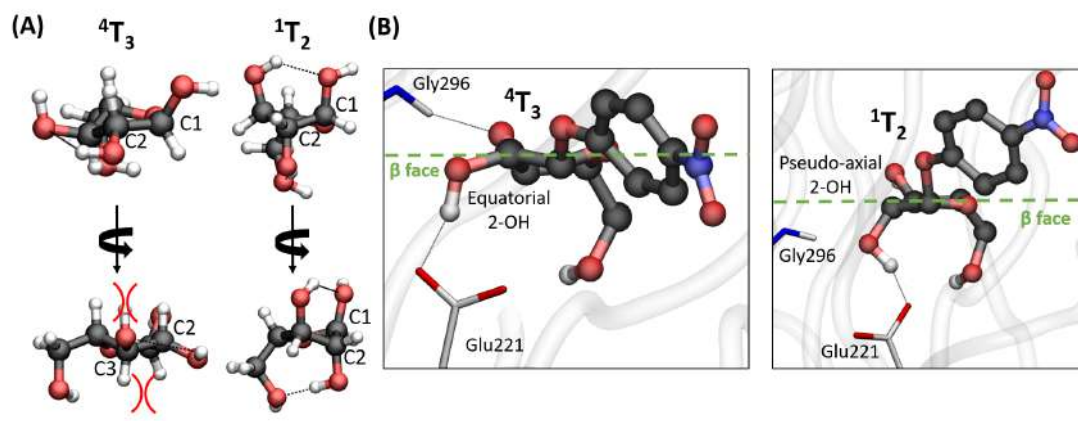 (A)
⁴T₃
¹T₂
C1
C2
C1
C2
C2
C3
C1
C2
(B)
Gly296
⁴T₃
β face
Equatorial
2-OH
Glu221
¹T₂
Pseudo-axial
2-OH
β face
Gly296
Glu221